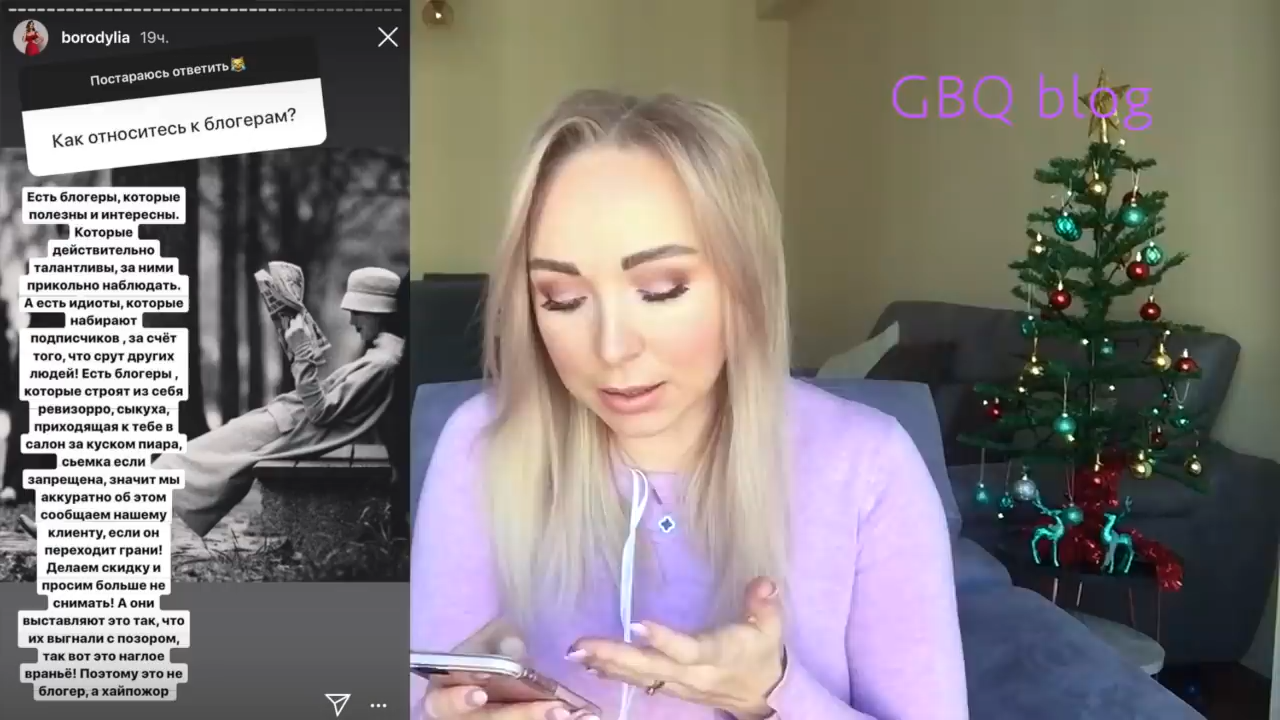 borodylia 19ч.
Постараюсь ответить😹
Как относитесь к блогерам?
Есть блогеры, которые
полезны и интересны.
Которые
действительно
талантливы, за ними
прикольно наблюдать.
А есть идиоты, которые
набирают
подписчиков , за счёт
того, что срут других
людей! Есть блогеры ,
которые строят из себя
ревизорро, сыкуха,
приходящая к тебе в
салон за куском пиара,
сьемка если
запрещена, значит мы
аккуратно об этом
сообщаем нашему
клиенту, если он
переходит грани!
Делаем скидку и
просим больше не
снимать! А они
выставляют это так, что
их выгнали с позором,
так вот это наглое
враньё! Поэтому это не
блогер, а хайпожор
GBQ blog